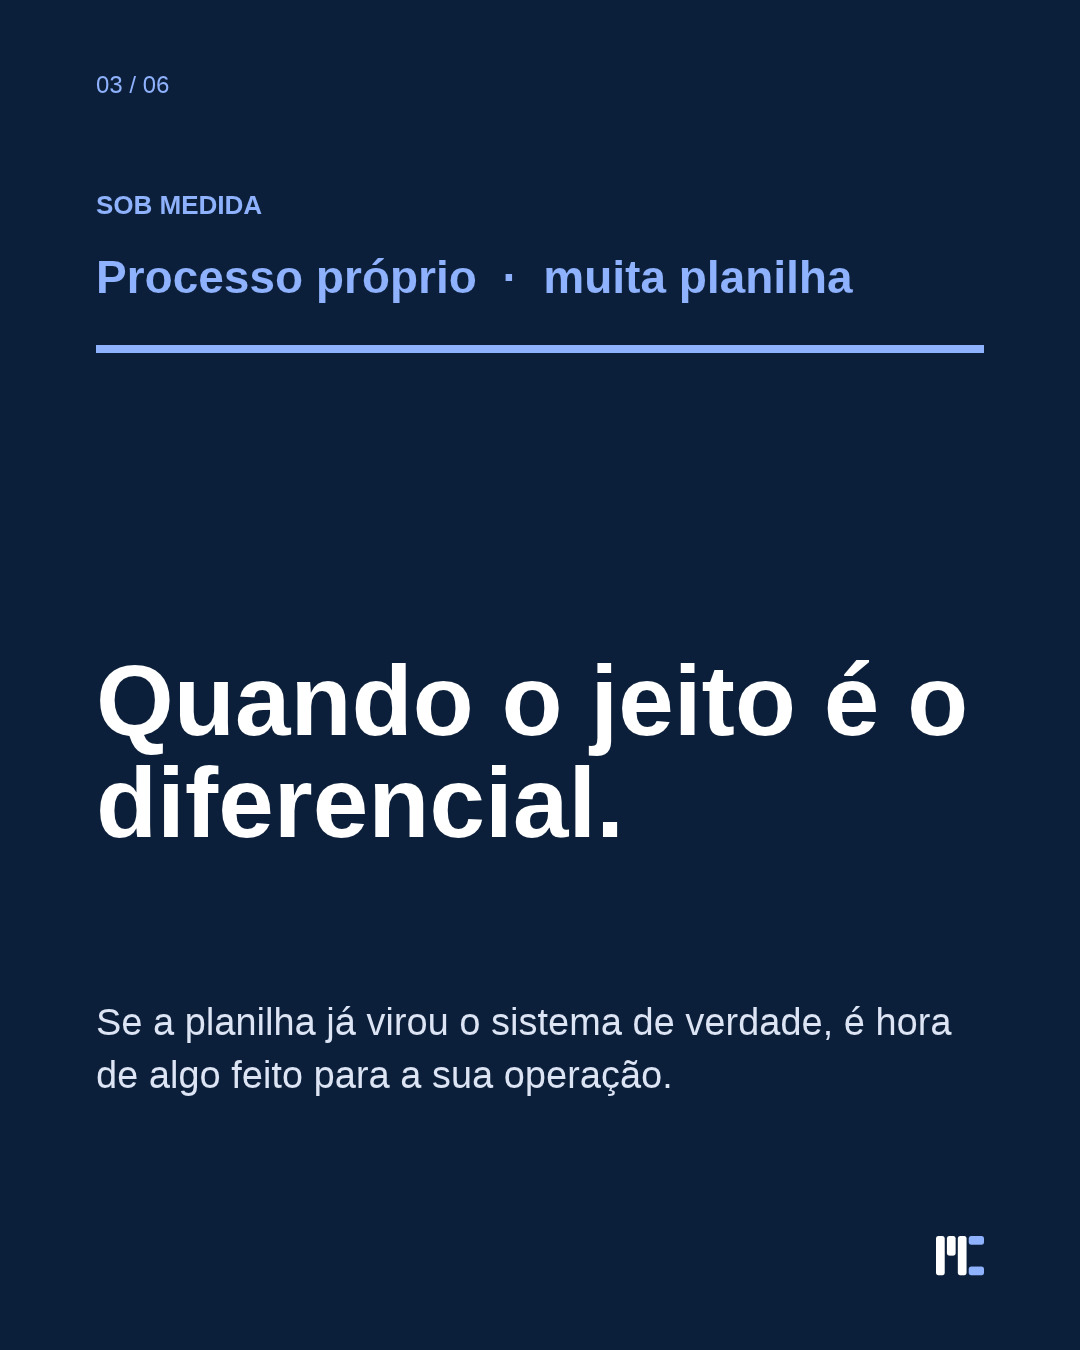 03 / 06
SOB MEDIDA
Processo próprio · muita planilha
Quando o jeito é o
diferencial.
Se a planilha já virou o sistema de verdade, é hora
de algo feito para a sua operação.
MC